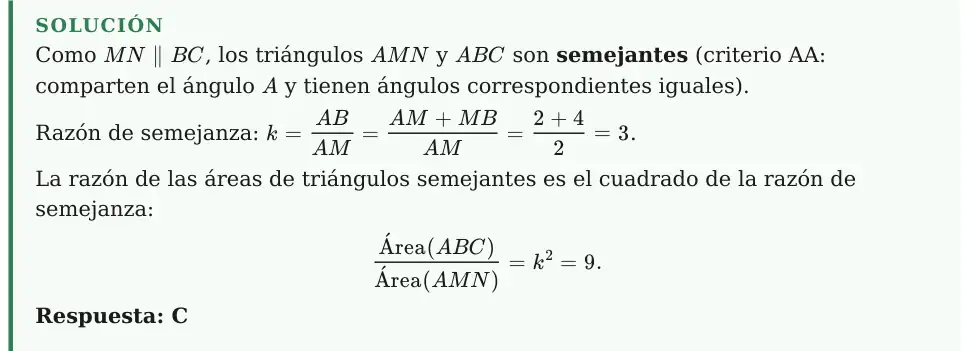 SOLUCIÓN
Como MN ∥ BC, los triángulos AMN y ABC son semejantes (criterio AA:
comparten el ángulo A y tienen ángulos correspondientes iguales).
Razón de semejanza: k = AB/AM = (AM + MB)/AM = (2 + 4)/2 = 3.
La razón de las áreas de triángulos semejantes es el cuadrado de la razón de
semejanza:
Área(ABC)/Área(AMN) = k² = 9.
Respuesta: C